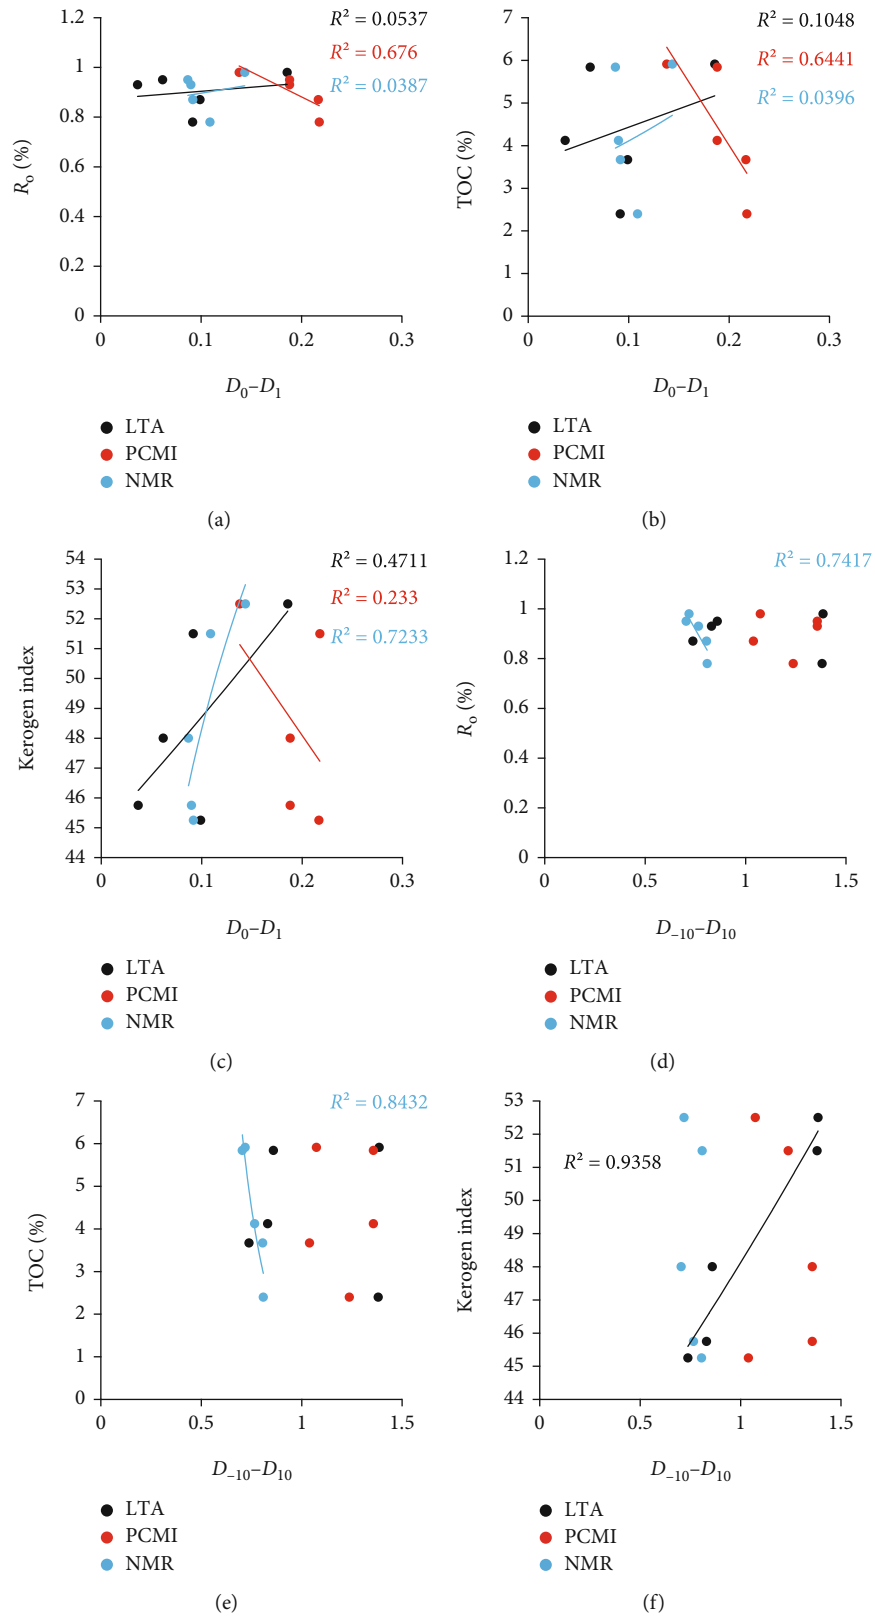 R² = 0.0537
R² = 0.676
R² = 0.0387
1.2
1
0.8
0.6
0.4
0.2
0
Rₒ (%)
0 0.1 0.2 0.3
D₀–D₁
LTA
PCMI
NMR
(a)
R² = 0.1048
R² = 0.6441
R² = 0.0396
7
6
5
4
3
2
1
0
TOC (%)
0 0.1 0.2 0.3
D₀–D₁
LTA
PCMI
NMR
(b)
R² = 0.4711
R² = 0.233
R² = 0.7233
54
53
52
51
50
49
48
47
46
45
44
Kerogen index
0 0.1 0.2 0.3
D₀–D₁
LTA
PCMI
NMR
(c)
R² = 0.7417
1.2
1
0.8
0.6
0.4
0.2
0
Rₒ (%)
0 0.5 1 1.5
D₋₁₀–D₁₀
LTA
PCMI
NMR
(d)
R² = 0.8432
7
6
5
4
3
2
1
0
TOC (%)
0 0.5 1 1.5
D₋₁₀–D₁₀
LTA
PCMI
NMR
(e)
R² = 0.9358
53
52
51
50
49
48
47
46
45
44
Kerogen index
0 0.5 1 1.5
D₋₁₀–D₁₀
LTA
PCMI
NMR
(f)